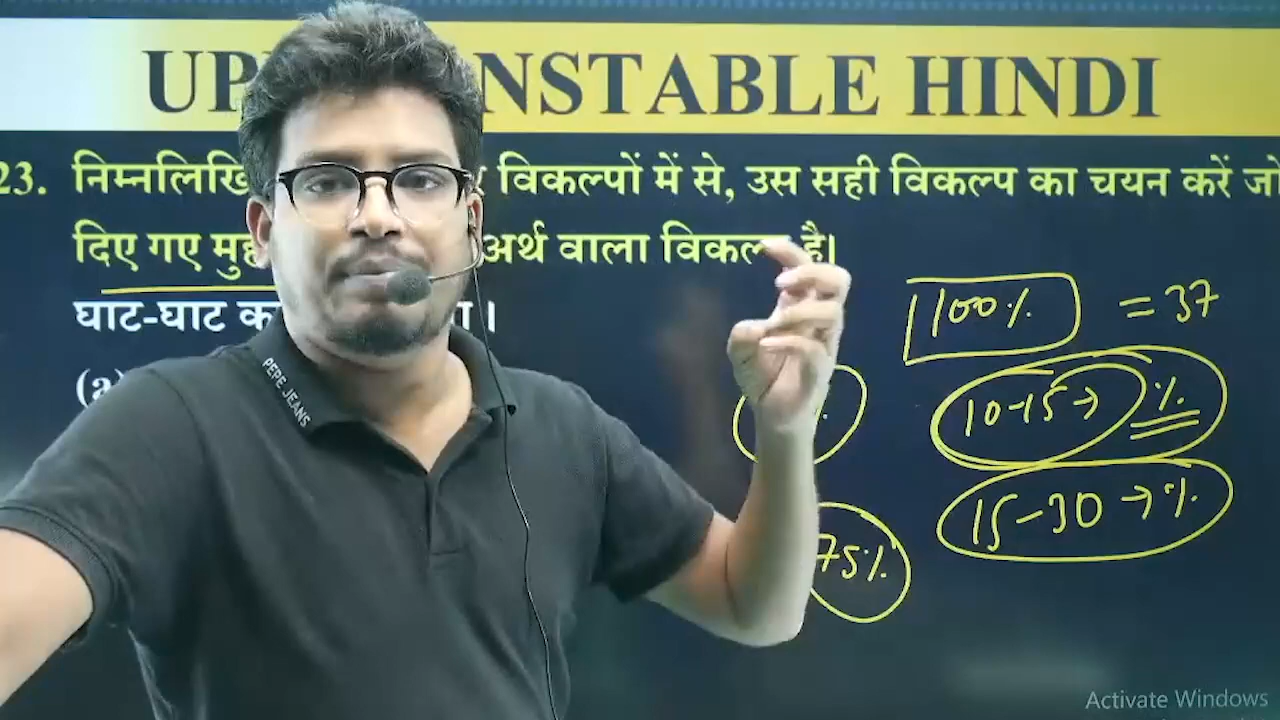 UP NSTABLE HINDI
23. निम्नलिखि विकल्पों में से, उस सही विकल्प का चयन करें जो
दिए गए मुह अर्थ वाला विकल्प है।
घाट-घाट का
(a)
100% = 37
10-15→ %
15-30 → %
75%
PEPE JEANS
Activate Windows